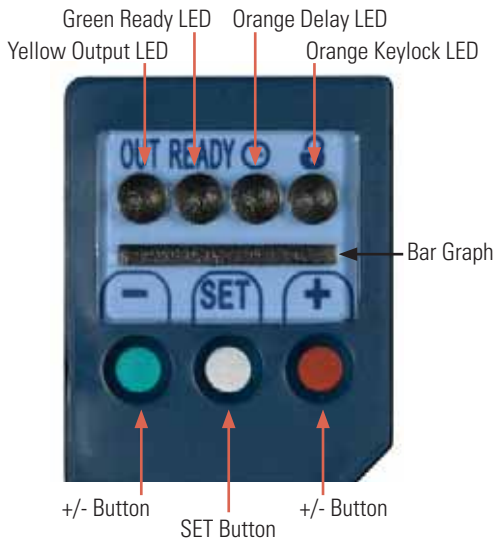 Green Ready LED Orange Delay LED
Yellow Output LED Orange Keylock LED
OUT READY
Bar Graph
- SET +
+/- Button +/- Button
SET Button